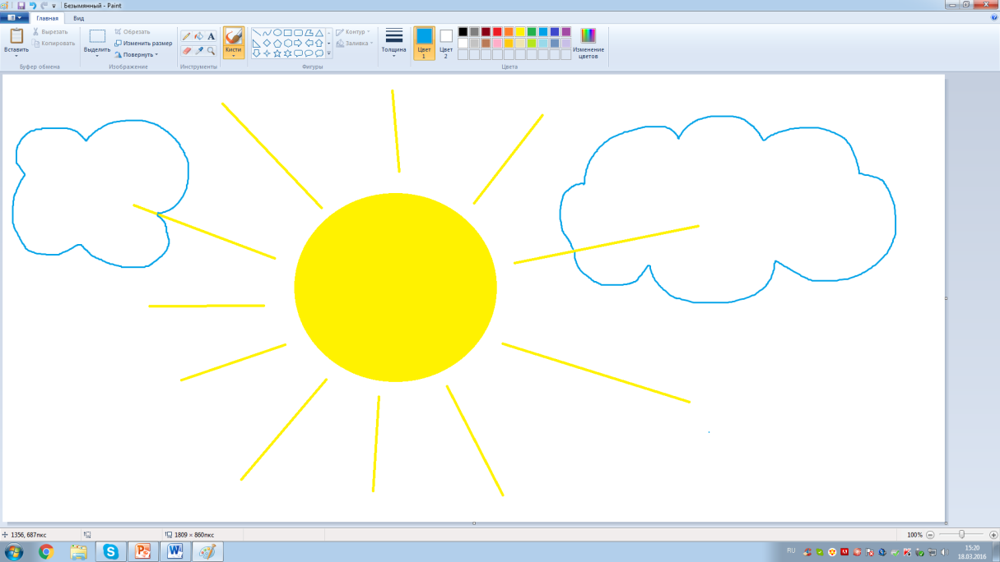 Безымянный - Paint
Главная
Вид
Вставить
Вырезать
Копировать
Буфер обмена
Выделить
Обрезать
Изменить размер
Повернуть
Изображение
A
Инструменты
Кисти
Контур
Заливка
Фигуры
Толщина
Цвет
1
Цвет
2
Изменение
цветов
Цвета
1356, 687пкс
1809 × 860пкс
100%
RU
15:20
18.03.2016